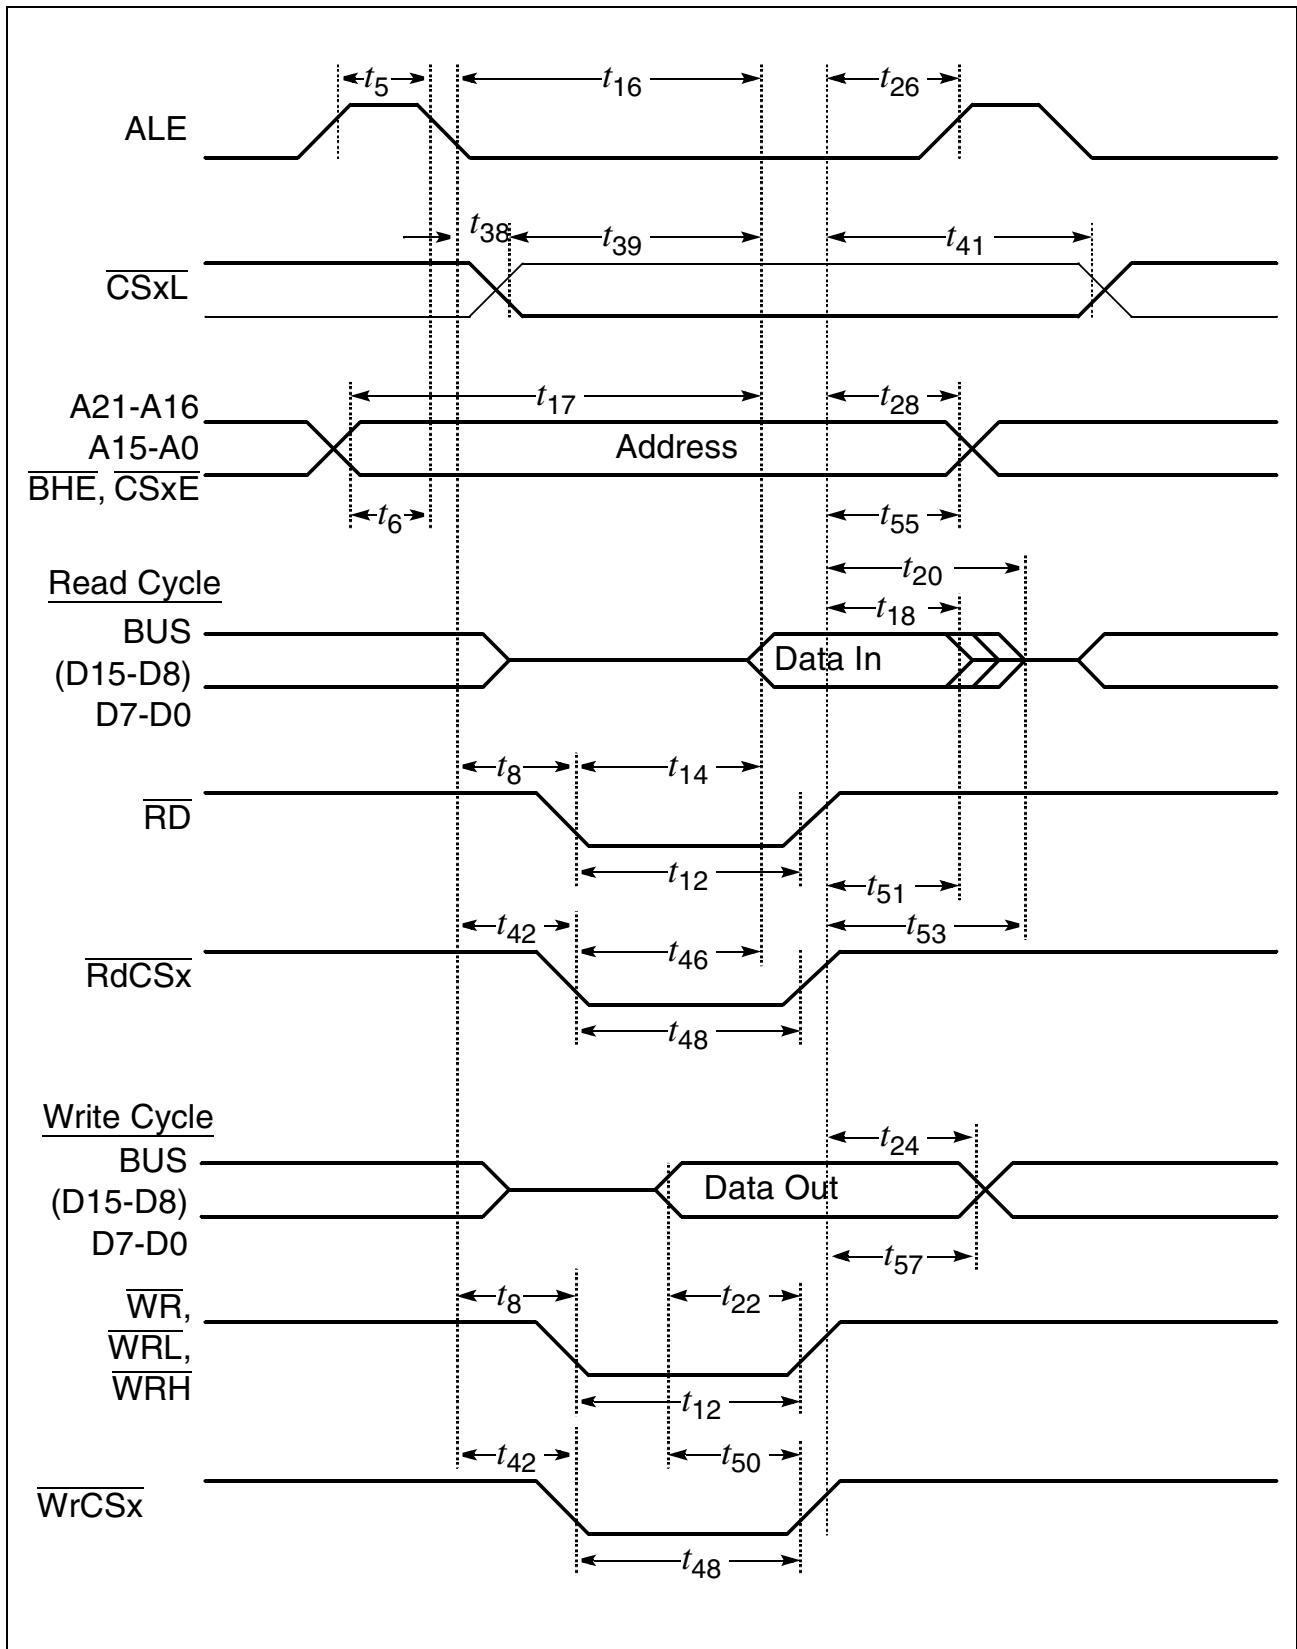 t5 t16 t26
ALE
t38 t39 t41
CSxL
t17 t28
A21-A16
A15-A0
BHE, CSxE
Address
t6 t55
t20
Read Cycle
t18
BUS
(D15-D8)
D7-D0
Data In
t8 t14
RD
t12 t51
t42 t46 t53
RdCSx
t48
Write Cycle
t24
BUS
(D15-D8)
D7-D0
Data Out
t57
t8 t22
WR,
WRL,
WRH
t12
t42 t50
WrCSx
t48